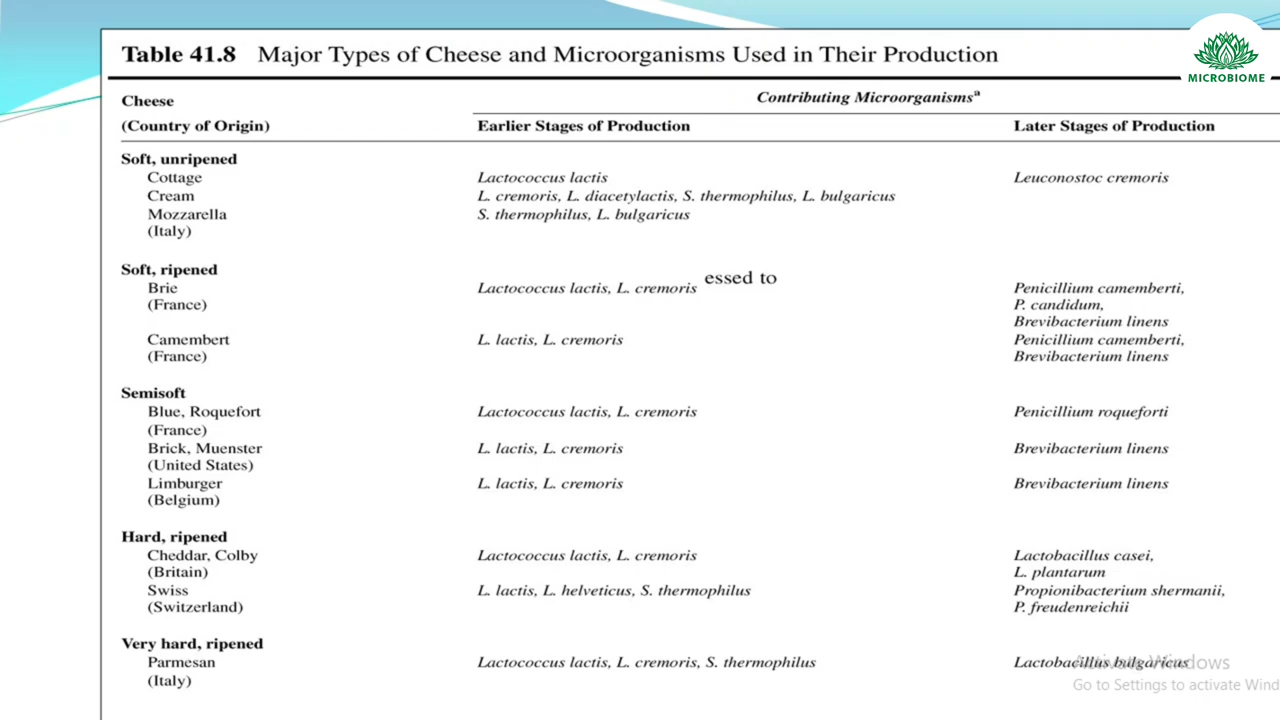 MICROBIOME
Table 41.8 Major Types of Cheese and Microorganisms Used in Their Production
Cheese
(Country of Origin)
Contributing Microorganismsᵃ
Earlier Stages of Production Later Stages of Production
Soft, unripened
Cottage Lactococcus lactis Leuconostoc cremoris
Cream L. cremoris, L. diacetylactis, S. thermophilus, L. bulgaricus
Mozzarella S. thermophilus, L. bulgaricus
(Italy)
Soft, ripened
essed to
Brie Lactococcus lactis, L. cremoris Penicillium camemberti,
(France) P. candidum,
Brevibacterium linens
Camembert L. lactis, L. cremoris Penicillium camemberti,
(France) Brevibacterium linens
Semisoft
Blue, Roquefort Lactococcus lactis, L. cremoris Penicillium roqueforti
(France)
Brick, Muenster L. lactis, L. cremoris Brevibacterium linens
(United States)
Limburger L. lactis, L. cremoris Brevibacterium linens
(Belgium)
Hard, ripened
Cheddar, Colby Lactococcus lactis, L. cremoris Lactobacillus casei,
(Britain) L. plantarum
Swiss L. lactis, L. helveticus, S. thermophilus Propionibacterium shermanii,
(Switzerland) P. freudenreichii
Very hard, ripened
Parmesan Lactococcus lactis, L. cremoris, S. thermophilus Lactobacillus bulgaricus
(Italy)
Activate Windows
Go to Settings to activate Wind